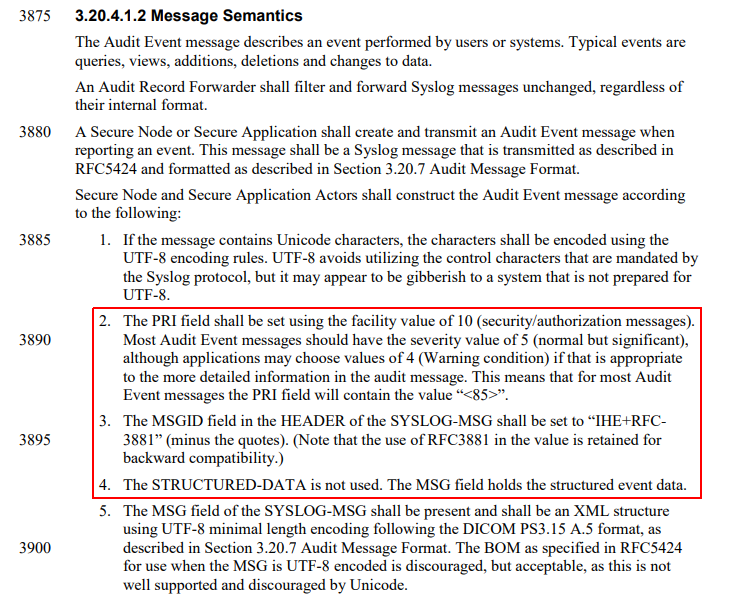 3875 3.20.4.1.2 Message Semantics
The Audit Event message describes an event performed by users or systems. Typical events are
queries, views, additions, deletions and changes to data.
An Audit Record Forwarder shall filter and forward Syslog messages unchanged, regardless of
their internal format.
3880 A Secure Node or Secure Application shall create and transmit an Audit Event message when
reporting an event. This message shall be a Syslog message that is transmitted as described in
RFC5424 and formatted as described in Section 3.20.7 Audit Message Format.
Secure Node and Secure Application Actors shall construct the Audit Event message according
to the following:
3885 1. If the message contains Unicode characters, the characters shall be encoded using the
UTF-8 encoding rules. UTF-8 avoids utilizing the control characters that are mandated by
the Syslog protocol, but it may appear to be gibberish to a system that is not prepared for
UTF-8.
2. The PRI field shall be set using the facility value of 10 (security/authorization messages).
3890 Most Audit Event messages should have the severity value of 5 (normal but significant),
although applications may choose values of 4 (Warning condition) if that is appropriate
to the more detailed information in the audit message. This means that for most Audit
Event messages the PRI field will contain the value “<85>”.
3. The MSGID field in the HEADER of the SYSLOG-MSG shall be set to “IHE+RFC-
3895 3881” (minus the quotes). (Note that the use of RFC3881 in the value is retained for
backward compatibility.)
4. The STRUCTURED-DATA is not used. The MSG field holds the structured event data.
5. The MSG field of the SYSLOG-MSG shall be present and shall be an XML structure
using UTF-8 minimal length encoding following the DICOM PS3.15 A.5 format, as
3900 described in Section 3.20.7 Audit Message Format. The BOM as specified in RFC5424
for use when the MSG is UTF-8 encoded is discouraged, but acceptable, as this is not
well supported and discouraged by Unicode.